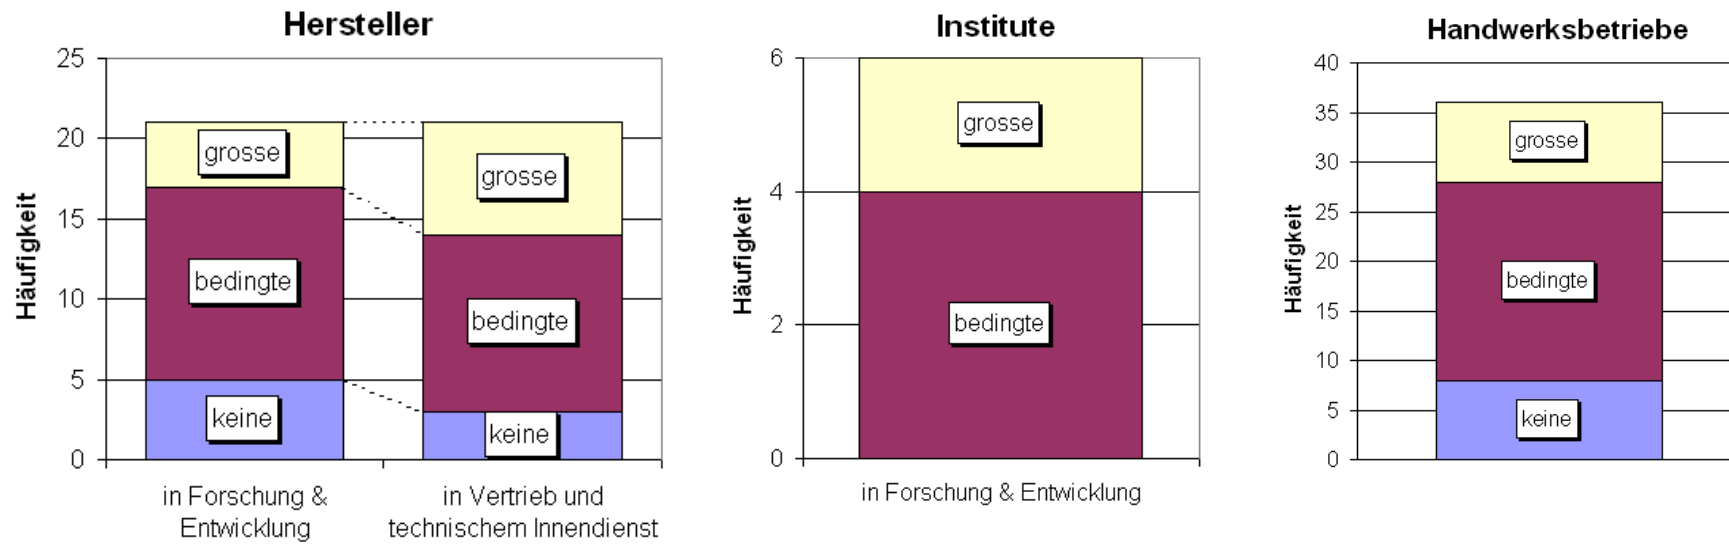 Hersteller
Häufigkeit
25
20
15
10
5
0
grosse
bedingte
keine
grosse
bedingte
keine
in Forschung &
Entwicklung
in Vertrieb und
technischem Innendienst
Institute
Häufigkeit
6
4
2
0
grosse
bedingte
in Forschung & Entwicklung
Handwerksbetriebe
Häufigkeit
40
35
30
25
20
15
10
5
0
grosse
bedingte
keine